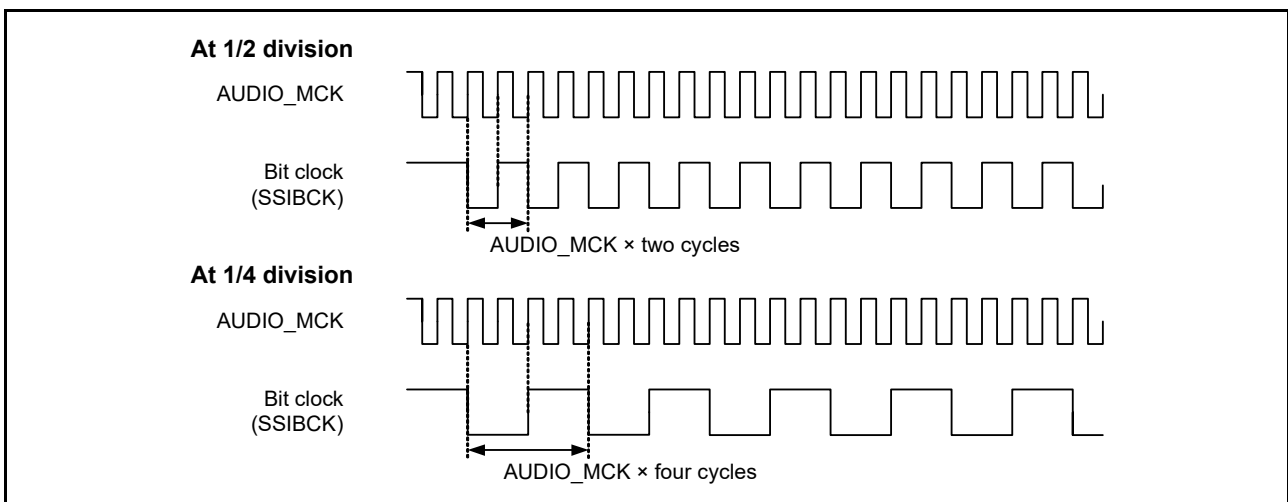 At 1/2 division
AUDIO_MCK
Bit clock
(SSIBCK)
AUDIO_MCK × two cycles
At 1/4 division
AUDIO_MCK
Bit clock
(SSIBCK)
AUDIO_MCK × four cycles